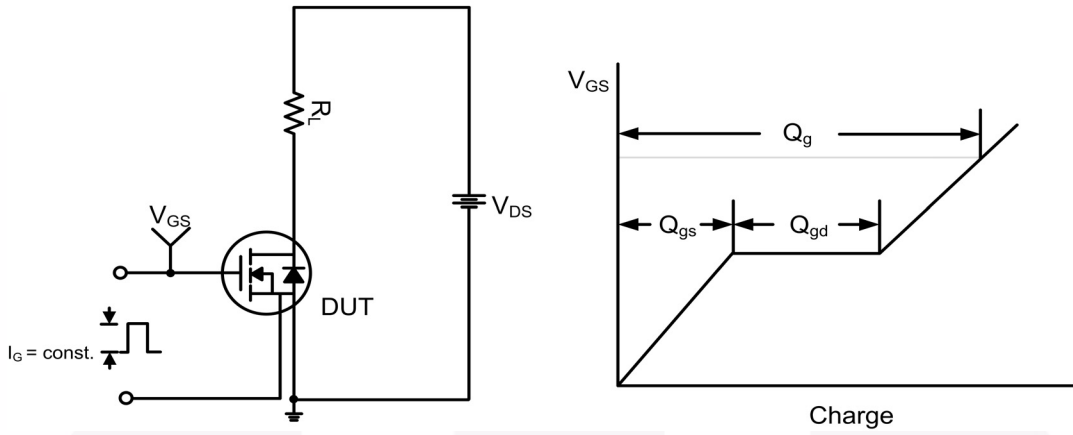 R_L
V_DS
V_GS
DUT
I_G = const.
V_GS
Q_g
Q_gs
Q_gd
Charge